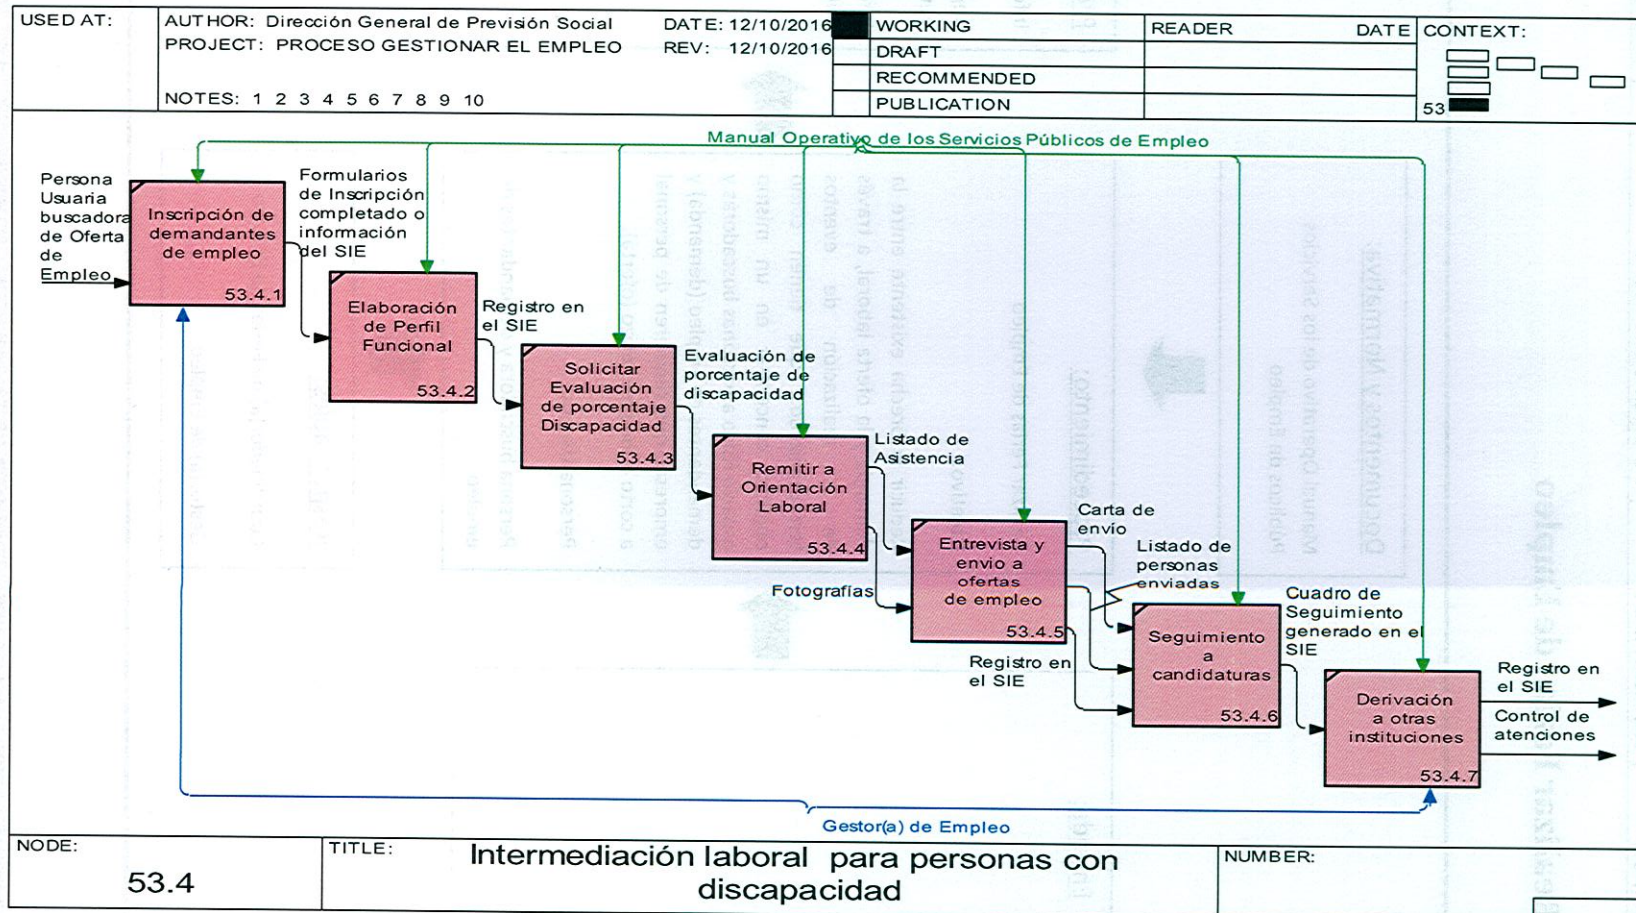 USED AT:
AUTHOR: Dirección General de Previsión Social
DATE: 12/10/2016
PROJECT: PROCESO GESTIONAR EL EMPLEO
REV: 12/10/2016
NOTES: 1 2 3 4 5 6 7 8 9 10
WORKING
DRAFT
RECOMMENDED
PUBLICATION
READER
DATE
CONTEXT:
53
Manual Operativo de los Servicios Públicos de Empleo
Persona
Usuaria
buscadora
de Oferta
de
Empleo
Inscripción de
demandantes
de empleo
53.4.1
Formularios
de Inscripción
completado o
información
del SIE
Elaboración
de Perfil
Funcional
53.4.2
Registro en
el SIE
Solicitar
Evaluación
de porcentaje
Discapacidad
53.4.3
Evaluación de
porcentaje de
discapacidad
Remitir a
Orientación
Laboral
53.4.4
Listado de
Asistencia
Fotografías
Entrevista y
envio a
ofertas
de empleo
53.4.5
Carta de
envío
Listado de
personas
enviadas
Registro en
el SIE
Seguimiento
a
candidaturas
53.4.6
Cuadro de
Seguimiento
generado en el
SIE
Derivación
a otras
instituciones
53.4.7
Registro en
el SIE
Control de
atenciones
Gestor(a) de Empleo
NODE:
53.4
TITLE:
Intermediación laboral para personas con
discapacidad
NUMBER: